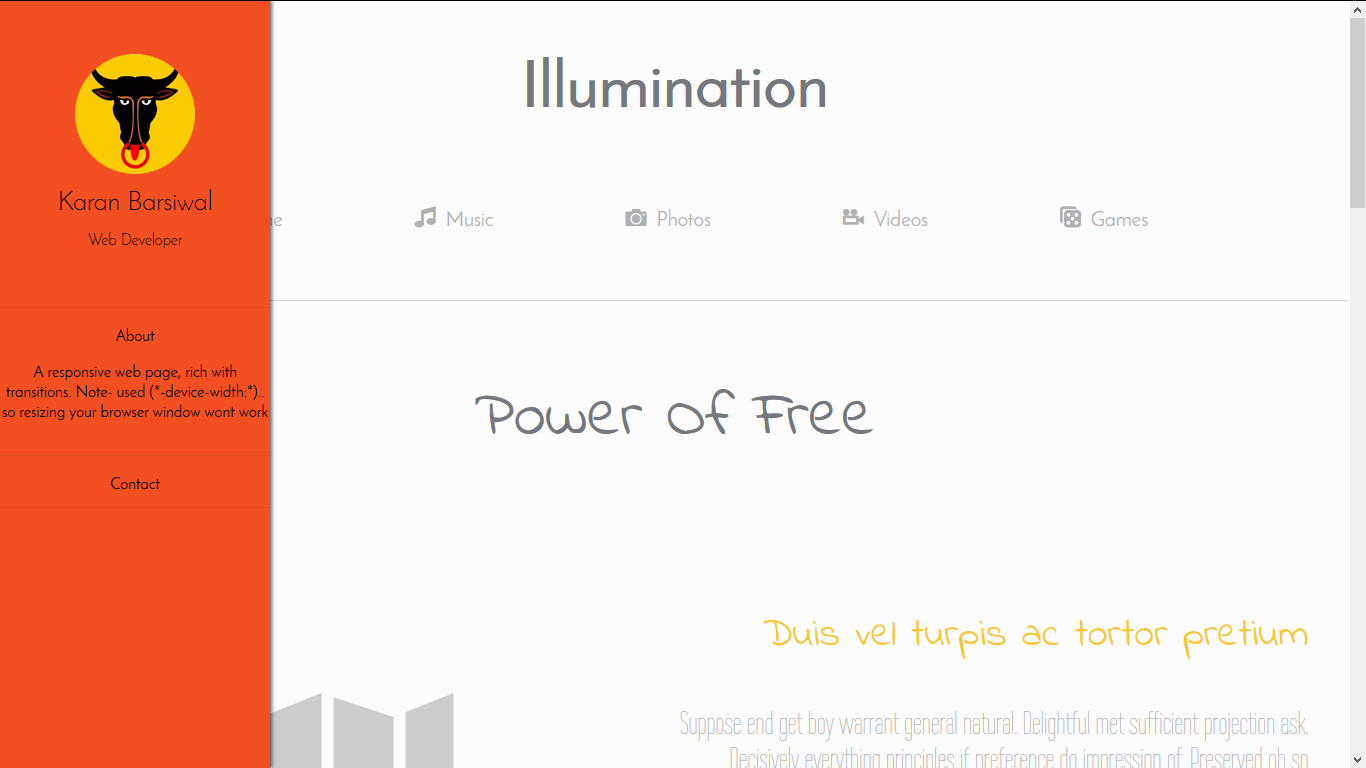 Karan Barsiwal
Web Developer
About
A responsive web page, rich with
transitions. Note- used (*-device-width:*)..
so resizing your browser window wont work
Contact
Illumination
Music Photos Videos Games
Power Of Free
Duis vel turpis ac tortor pretium
Suppose end get boy warrant general natural. Delightful met sufficient projection ask.
Decisively everything principles if preference do impression of. Preserved oh so